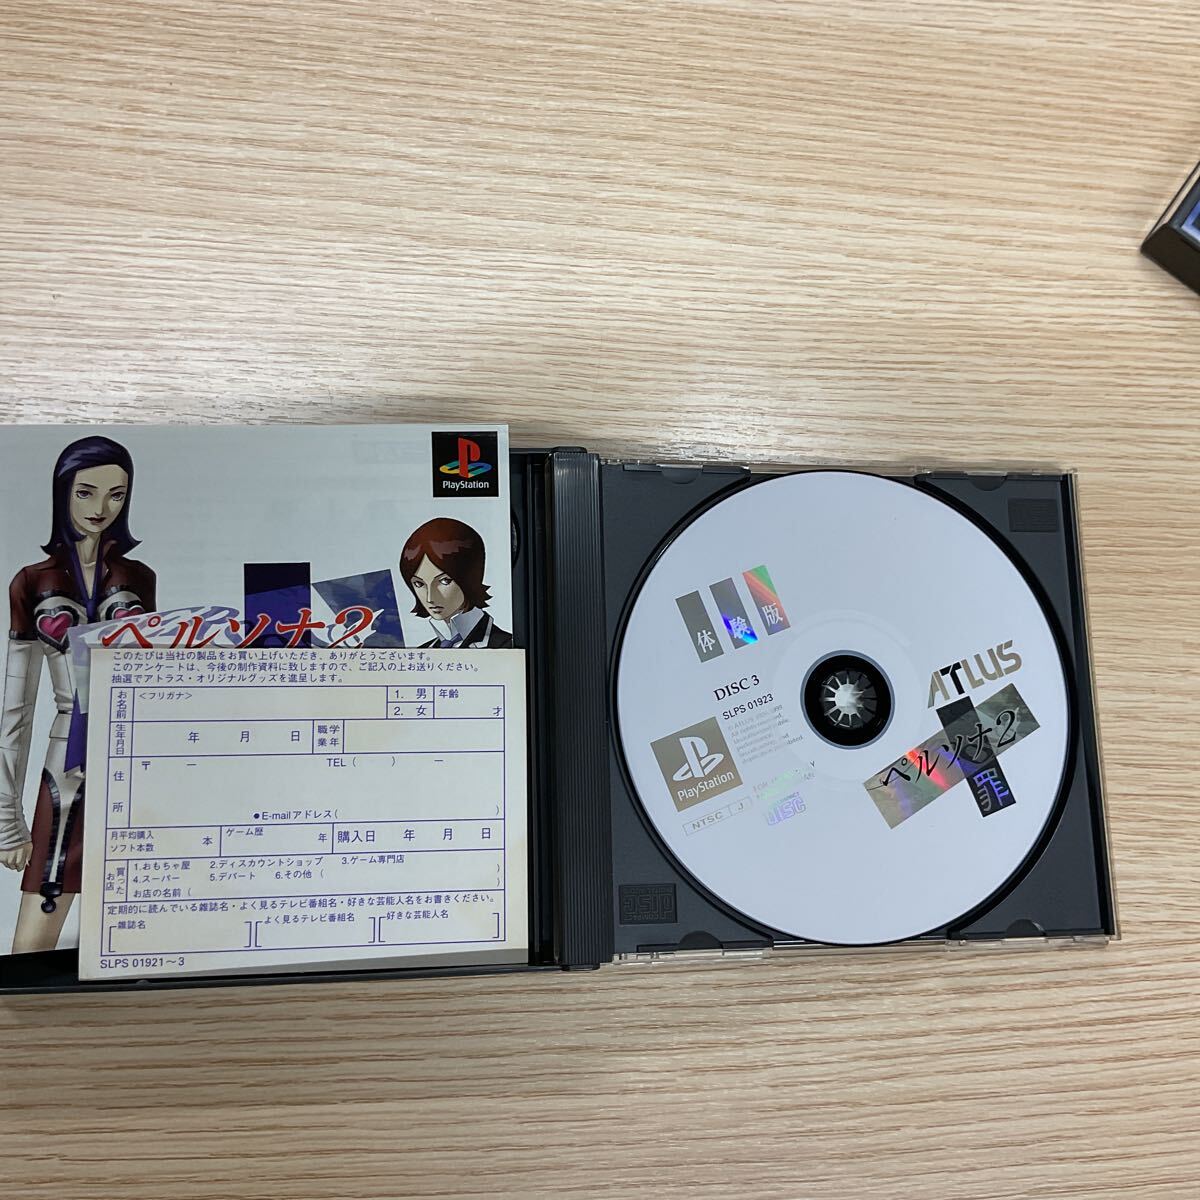 PlayStation
ペルソナ2
このたびは当社の製品をお買い上げいただき、ありがとうございます。
このアンケートは、今後の制作資料に致しますので、ご記入の上お送りください。
抽選でアトラス・オリジナルグッズを進呈します。
お名前
<フリガナ>
1. 男
2. 女
年齢
才
生年月日
年 月 日
職業 学年
住所
〒 ー
TEL ( ) ー
●E-mailアドレス(
)
月平均購入ソフト本数
本
ゲーム歴
年
購入日 年 月 日
買ったお店
1.おもちゃ屋 2.ディスカウントショップ 3.ゲーム専門店
4.スーパー 5.デパート 6.その他 ( )
お店の名前 ( )
定期的に読んでいる雑誌名・よく見るテレビ番組名・好きな芸能人名をお書きください。
雑誌名
よく見るテレビ番組名
好きな芸能人名
SLPS 01921〜3
体験版
DISC 3
SLPS 01923
All rights reserved.
PlayStation
NTSC J
COMPACT
DISC
ATLUS
ペルソナ2
罪
COMPACT
DISC